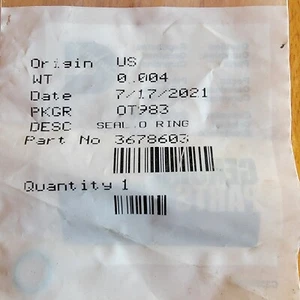 Origin US
WT 0.004
Date 7/17/2021
PKGR OT983
DESC SEAL,O RING
Part No 3678603
Quantity 1